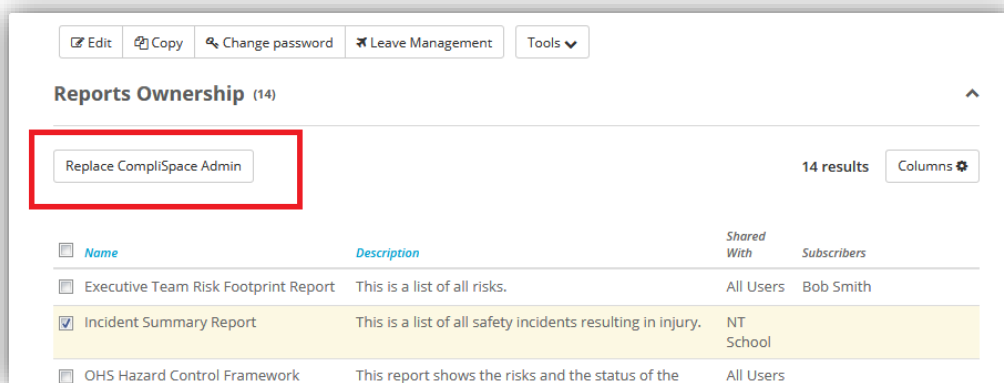 Edit Copy Change password Leave Management Tools
Reports Ownership (14)
Replace CompliSpace Admin 14 results Columns
Shared
Name Description With Subscribers
Executive Team Risk Footprint Report This is a list of all risks. All Users Bob Smith
Incident Summary Report This is a list of all safety incidents resulting in injury. NT
School
OHS Hazard Control Framework This report shows the risks and the status of the All Users